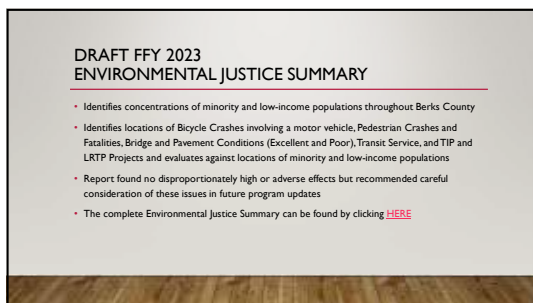 DRAFT FFY 2023
ENVIRONMENTAL JUSTICE SUMMARY
• Identifies concentrations of minority and low-income populations throughout Berks County
• Identifies locations of Bicycle Crashes involving a motor vehicle, Pedestrian Crashes and
Fatalities, Bridge and Pavement Conditions (Excellent and Poor), Transit Service, and TIP and
LRTP Projects and evaluates against locations of minority and low-income populations
• Report found no disproportionately high or adverse effects but recommended careful
consideration of these issues in future program updates
• The complete Environmental Justice Summary can be found by clicking HERE